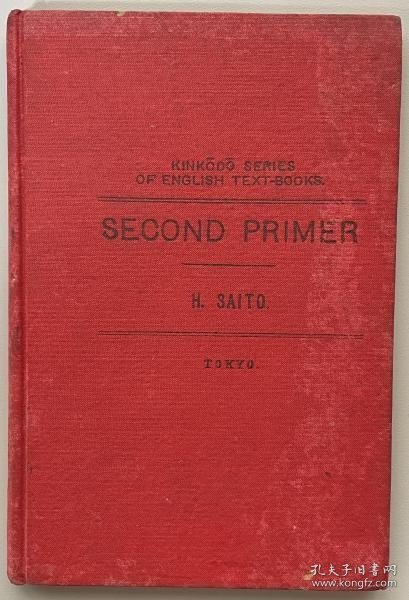 KINKŌDŌ SERIES
OF ENGLISH TEXT-BOOKS.
SECOND PRIMER
H. SAITO.
TOKYO.
孔夫子旧书网
www.kongfz.com